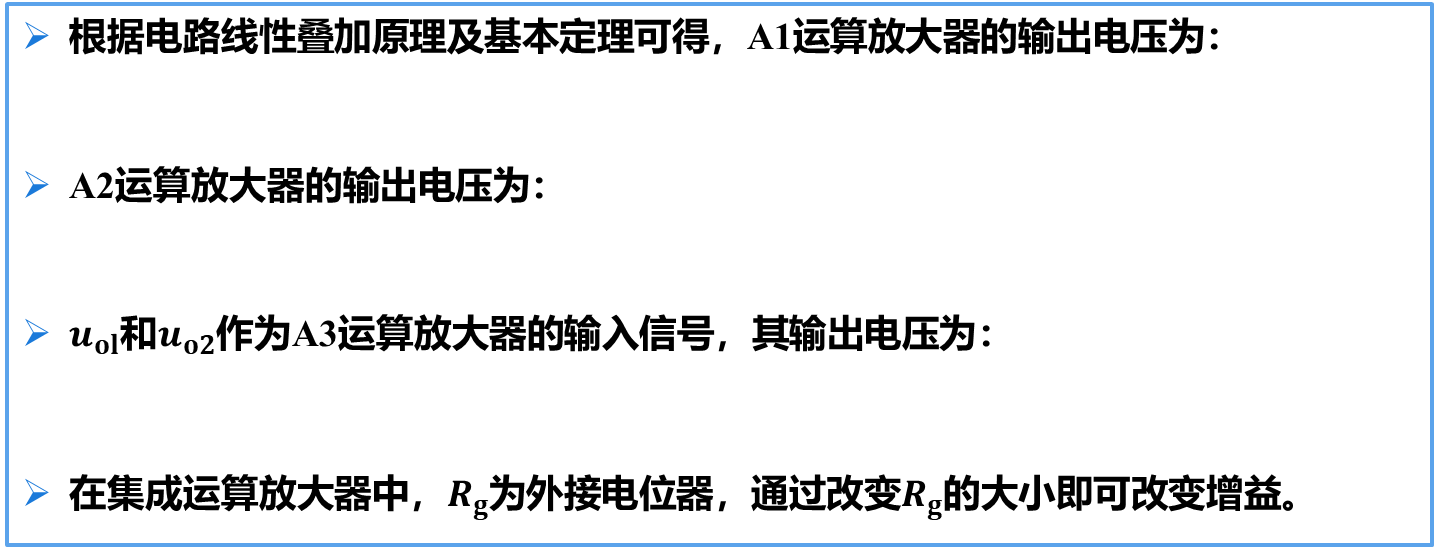 ➢ 根据电路线性叠加原理及基本定理可得，A1运算放大器的输出电压为：
➢ A2运算放大器的输出电压为：
➢ uol和uo2作为A3运算放大器的输入信号，其输出电压为：
➢ 在集成运算放大器中，Rg为外接电位器，通过改变Rg的大小即可改变增益。